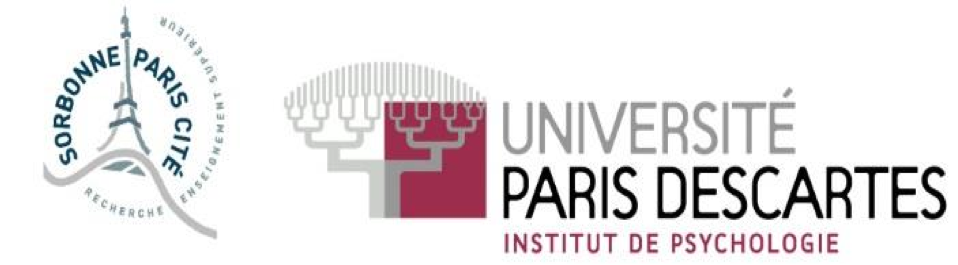 SORBONNE PARIS CITÉ
RECHERCHE ENSEIGNEMENT SUPÉRIEUR
UNIVERSITÉ
PARIS DESCARTES
INSTITUT DE PSYCHOLOGIE